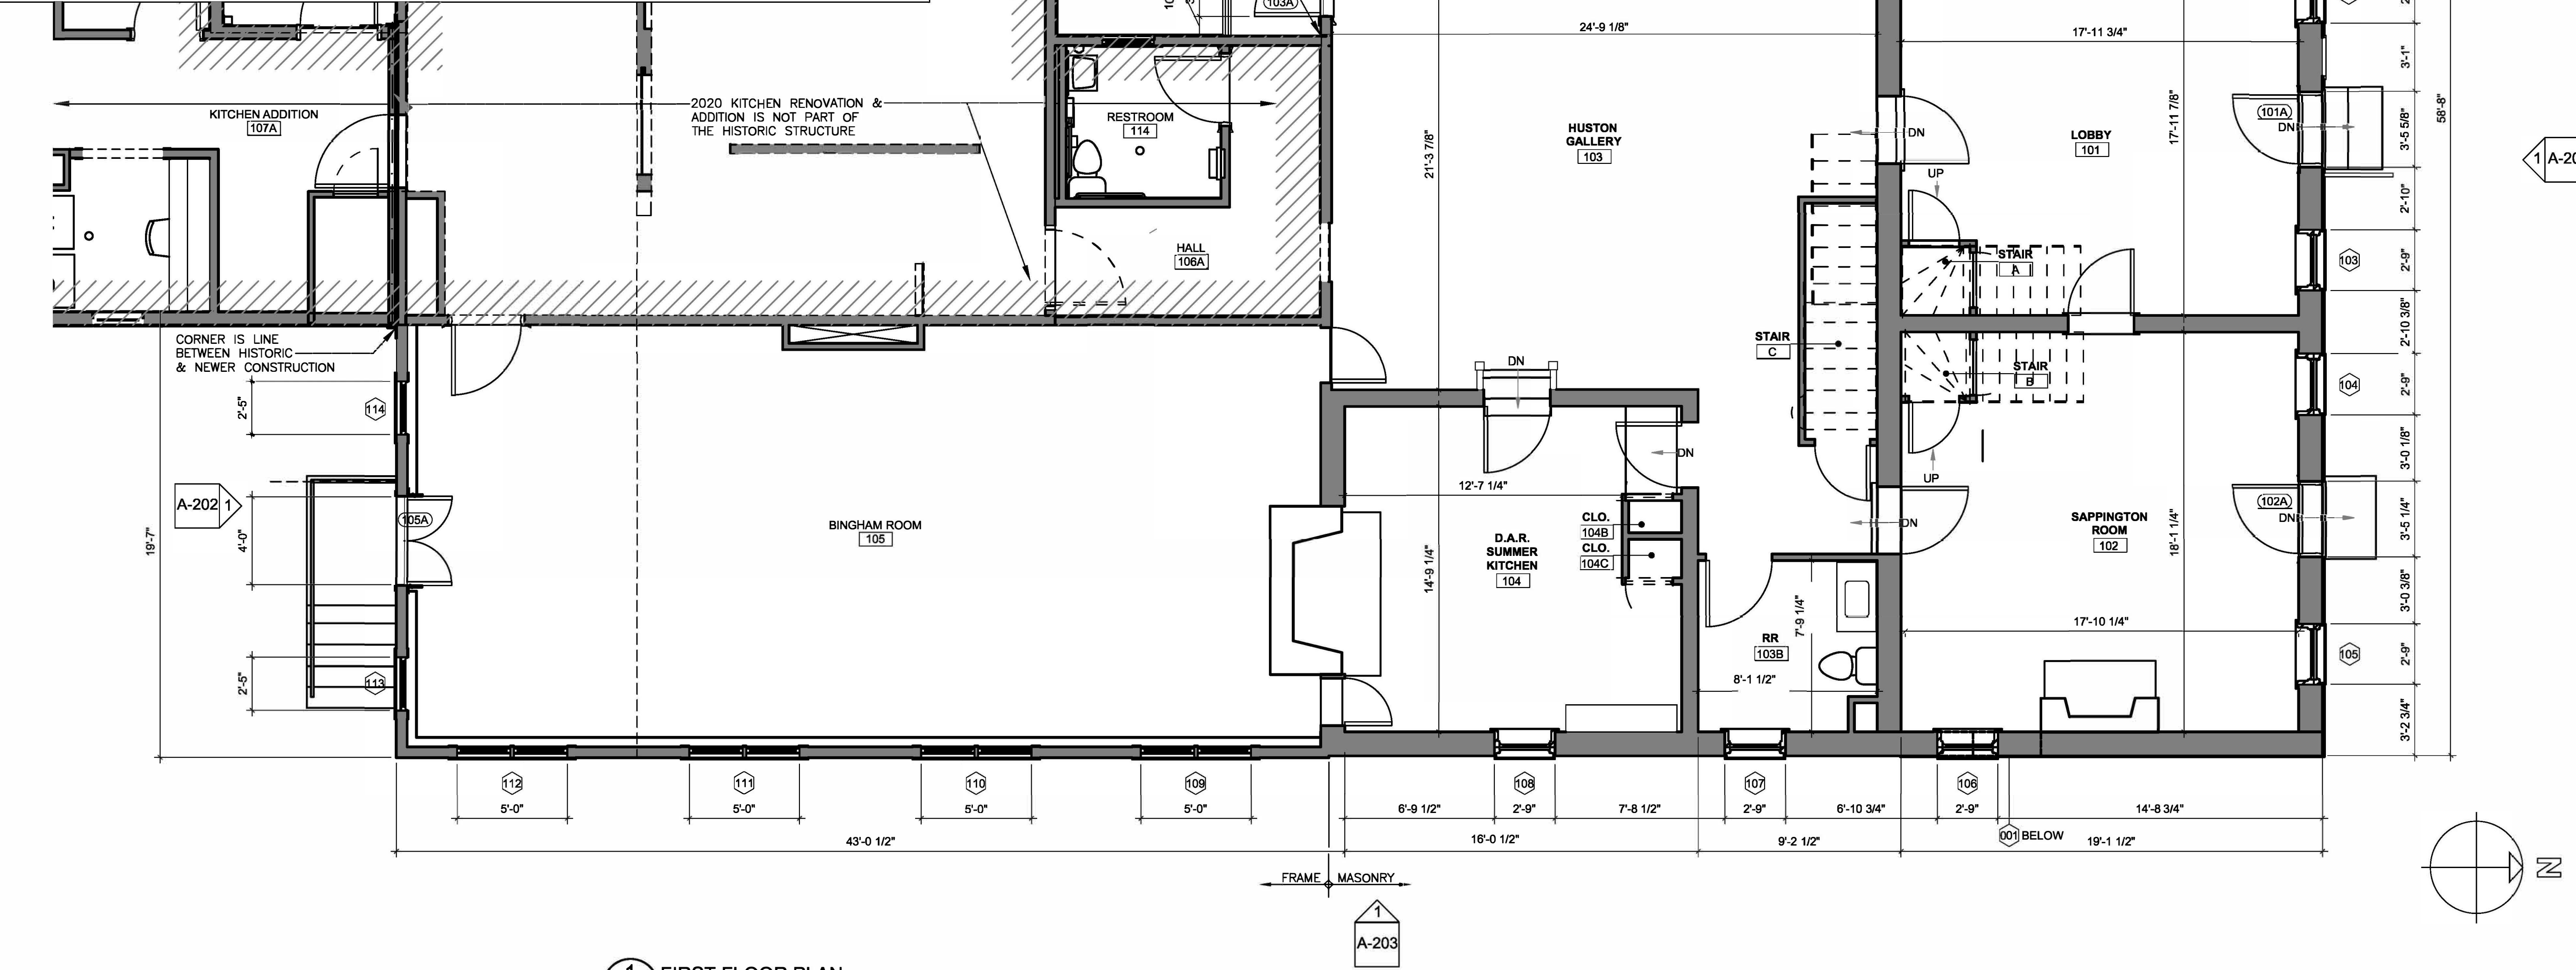 103A
24'-9 1/8"
17'-11 3/4"
3'-1"
KITCHEN ADDITION
107A
2020 KITCHEN RENOVATION &
ADDITION IS NOT PART OF
THE HISTORIC STRUCTURE
RESTROOM
114
HUSTON
GALLERY
103
21'-3 7/8"
DN
LOBBY
101
17'-11 7/8"
101A
DN
3'-5 5/8"
58'-8"
1
UP
2'-10"
HALL
106A
STAIR
A
103
2'-9"
CORNER IS LINE
BETWEEN HISTORIC
& NEWER CONSTRUCTION
STAIR
C
2'-10 3/8"
DN
STAIR
B
104
2'-9"
114
2'-5"
3'-0 1/8"
DN
UP
A-202
1
12'-7 1/4"
105A
4'-0"
19'-7"
BINGHAM ROOM
105
CLO.
104B
CLO.
104C
D.A.R.
SUMMER
KITCHEN
104
14'-9 1/4"
DN
SAPPINGTON
ROOM
102
18'-1 1/4"
102A
DN
3'-5 1/4"
3'-0 3/8"
7'-9 1/4"
17'-10 1/4"
RR
103B
8'-1 1/2"
105
2'-9"
113
2'-5"
3'-2 3/4"
112
111
110
109
108
107
106
5'-0"
5'-0"
5'-0"
5'-0"
6'-9 1/2"
2'-9"
7'-8 1/2"
2'-9"
6'-10 3/4"
2'-9"
14'-8 3/4"
001 BELOW
43'-0 1/2"
16'-0 1/2"
9'-2 1/2"
19'-1 1/2"
FRAME
MASONRY
N
1
A-203
1
FIRST FLOOR PLAN